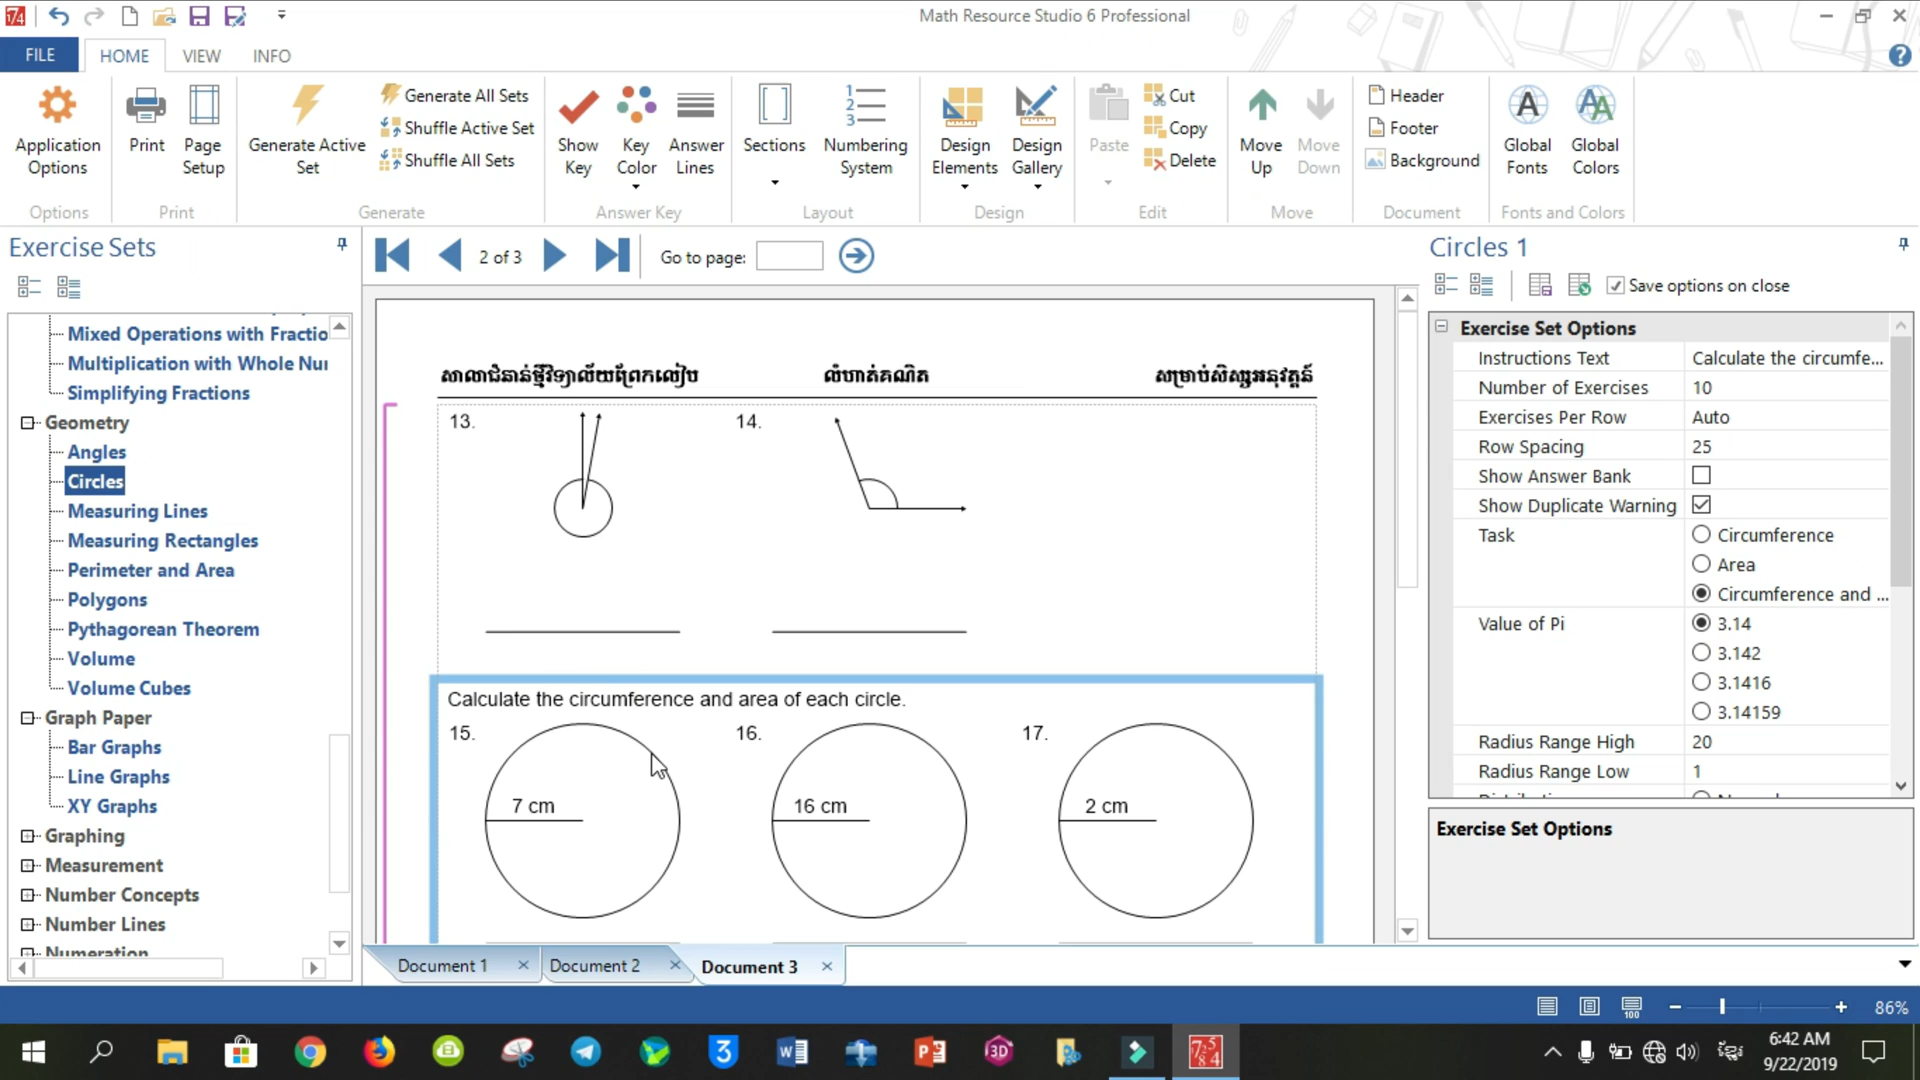 Math Resource Studio 6 Professional
FILE HOME VIEW INFO
Application Options
Print
Page Setup
Generate Active Set
Generate All Sets
Shuffle Active Set
Shuffle All Sets
Show Key
Key Color
Answer Lines
Sections
Numbering System
Design Elements
Design Gallery
Paste
Cut
Copy
Delete
Move Up
Move Down
Header
Footer
Background
Global Fonts
Global Colors
Options Print Generate Answer Key Layout Design Edit Move Document Fonts and Colors
Exercise Sets
Mixed Operations with Fractio
Multiplication with Whole Nur
Simplifying Fractions
Geometry
Angles
Circles
Measuring Lines
Measuring Rectangles
Perimeter and Area
Polygons
Pythagorean Theorem
Volume
Volume Cubes
Graph Paper
Bar Graphs
Line Graphs
XY Graphs
Graphing
Measurement
Number Concepts
Number Lines
Numeration
2 of 3 Go to page:
លំហាត់គណិត
13. 14.
Calculate the circumference and area of each circle.
15. 16. 17.
7 cm 16 cm 2 cm
Document 1 Document 2 Document 3
Circles 1
Save options on close
Exercise Set Options
Instructions Text Calculate the circumfe...
Number of Exercises 10
Exercises Per Row Auto
Row Spacing 25
Show Answer Bank
Show Duplicate Warning
Task Circumference
Area
Circumference and ...
Value of Pi 3.14
3.142
3.1416
3.14159
Radius Range High 20
Radius Range Low 1
Exercise Set Options
86%
6:42 AM
9/22/2019